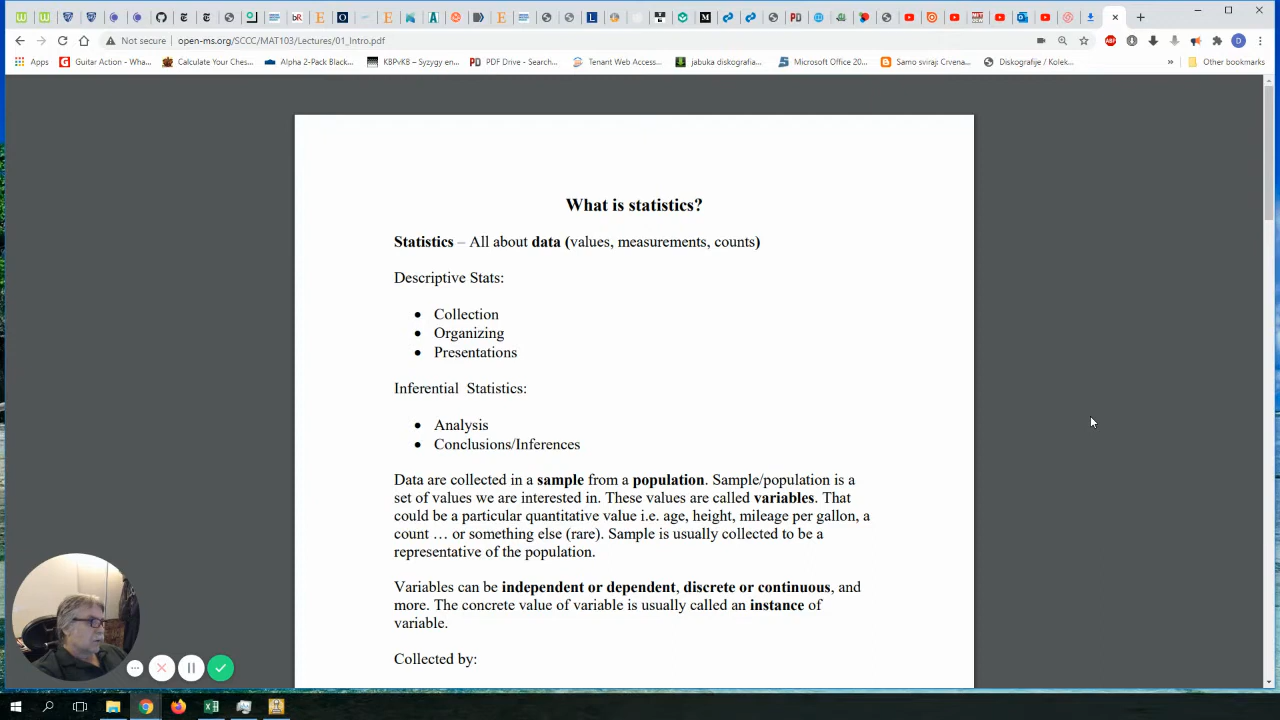 Not secure
open-ms.org/SCCC/MAT103/Lectures/01_Intro.pdf
Apps Guitar Action - Wha... Calculate Your Ches... Alpha 2-Pack Black... KBPvKB – Syzygy en... PDF Drive - Search... Tenant Web Access... jabuka diskografia... Microsoft Office 20... Samo sviraj: Crvena... Diskografije / Kolek... » Other bookmarks
What is statistics?
Statistics – All about data (values, measurements, counts)
Descriptive Stats:
• Collection
• Organizing
• Presentations
Inferential Statistics:
• Analysis
• Conclusions/Inferences
Data are collected in a sample from a population. Sample/population is a
set of values we are interested in. These values are called variables. That
could be a particular quantitative value i.e. age, height, mileage per gallon, a
count … or something else (rare). Sample is usually collected to be a
representative of the population.
Variables can be independent or dependent, discrete or continuous, and
more. The concrete value of variable is usually called an instance of
variable.
Collected by: